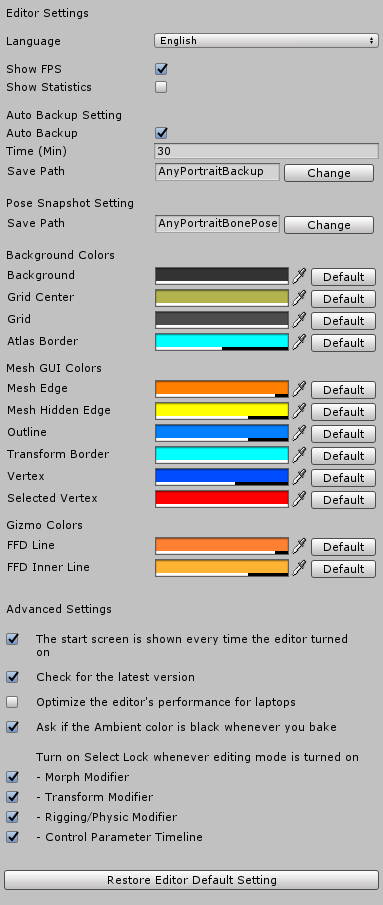 Editor Settings
Language English
Show FPS
Show Statistics
Auto Backup Setting
Auto Backup
Time (Min) 30
Save Path AnyPortraitBackup Change
Pose Snapshot Setting
Save Path AnyPortraitBonePose Change
Background Colors
Background Default
Grid Center Default
Grid Default
Atlas Border Default
Mesh GUI Colors
Mesh Edge Default
Mesh Hidden Edge Default
Outline Default
Transform Border Default
Vertex Default
Selected Vertex Default
Gizmo Colors
FFD Line Default
FFD Inner Line Default
Advanced Settings
The start screen is shown every time the editor turned
on
Check for the latest version
Optimize the editor's performance for laptops
Ask if the Ambient color is black whenever you bake
Turn on Select Lock whenever editing mode is turned on
- Morph Modifier
- Transform Modifier
- Rigging/Physic Modifier
- Control Parameter Timeline
Restore Editor Default Setting